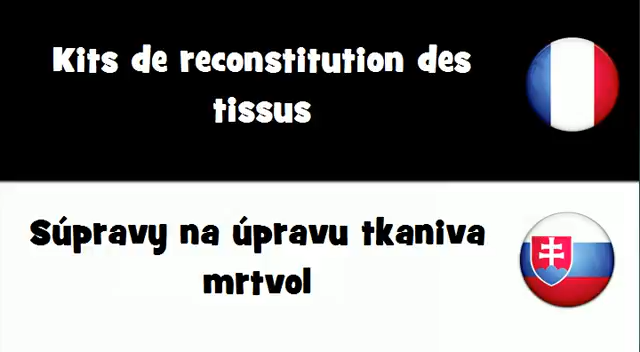 Kits de reconstitution des
tissus
Súpravy na úpravu tkaniva
mrtvol